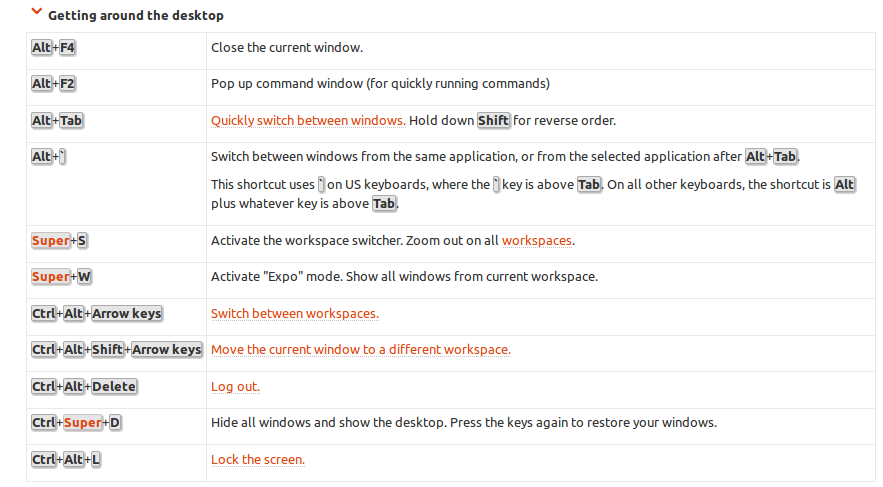 Getting around the desktop
Alt+F4 Close the current window.
Alt+F2 Pop up command window (for quickly running commands)
Alt+Tab Quickly switch between windows. Hold down Shift for reverse order.
Alt+` Switch between windows from the same application, or from the selected application after Alt+Tab.
This shortcut uses ` on US keyboards, where the ` key is above Tab. On all other keyboards, the shortcut is Alt
plus whatever key is above Tab.
Super+S Activate the workspace switcher. Zoom out on all workspaces.
Super+W Activate "Expo" mode. Show all windows from current workspace.
Ctrl+Alt+Arrow keys Switch between workspaces.
Ctrl+Alt+Shift+Arrow keys Move the current window to a different workspace.
Ctrl+Alt+Delete Log out.
Ctrl+Super+D Hide all windows and show the desktop. Press the keys again to restore your windows.
Ctrl+Alt+L Lock the screen.